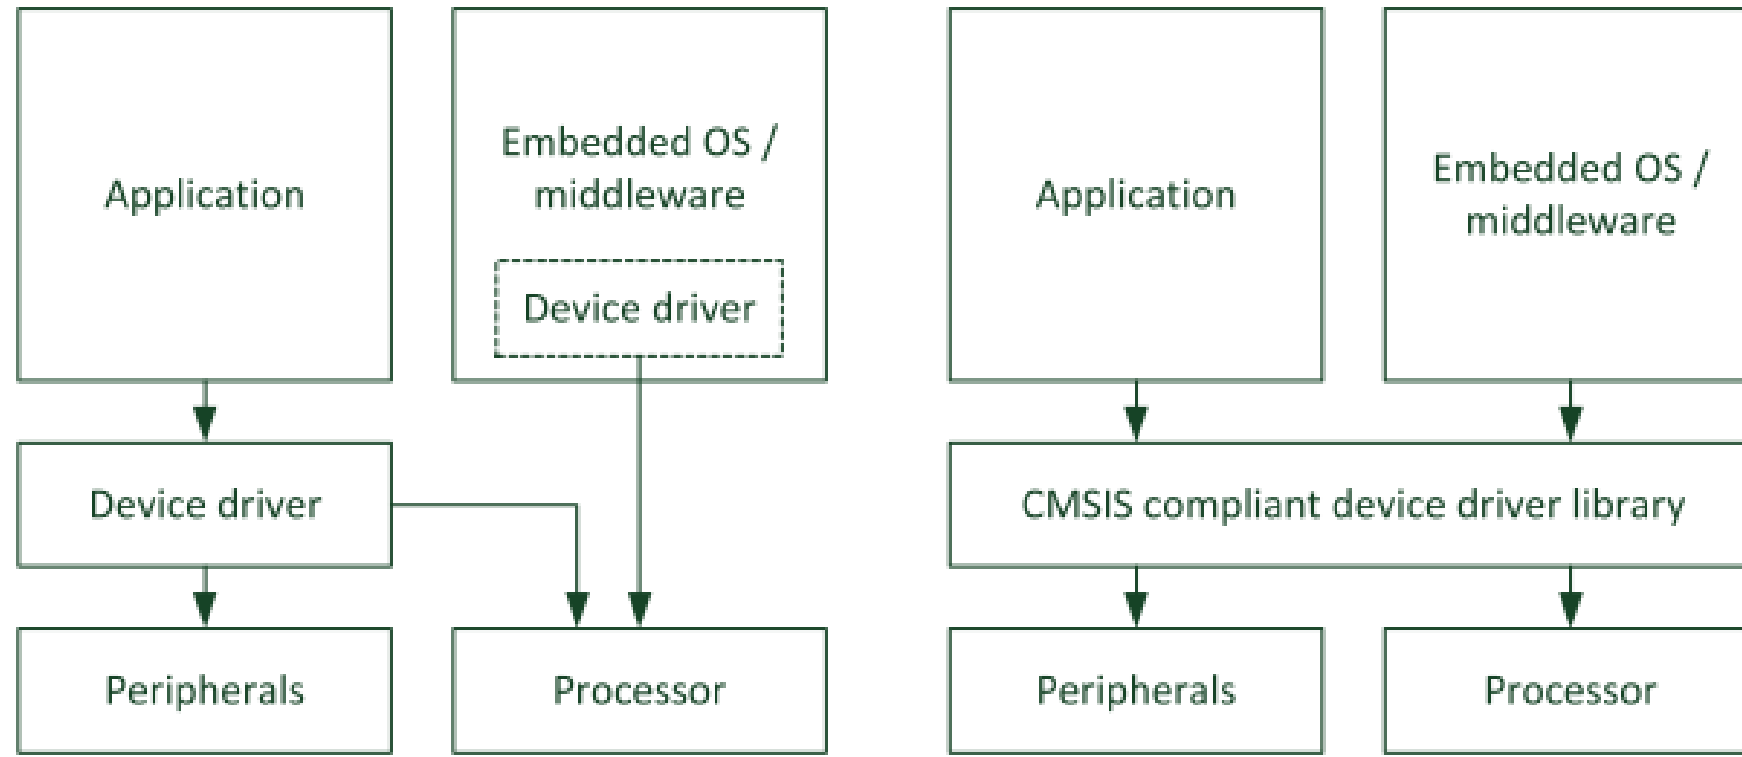 Application
Embedded OS /
middleware
Device driver
Device driver
Peripherals
Processor
Application
Embedded OS /
middleware
CMSIS compliant device driver library
Peripherals
Processor